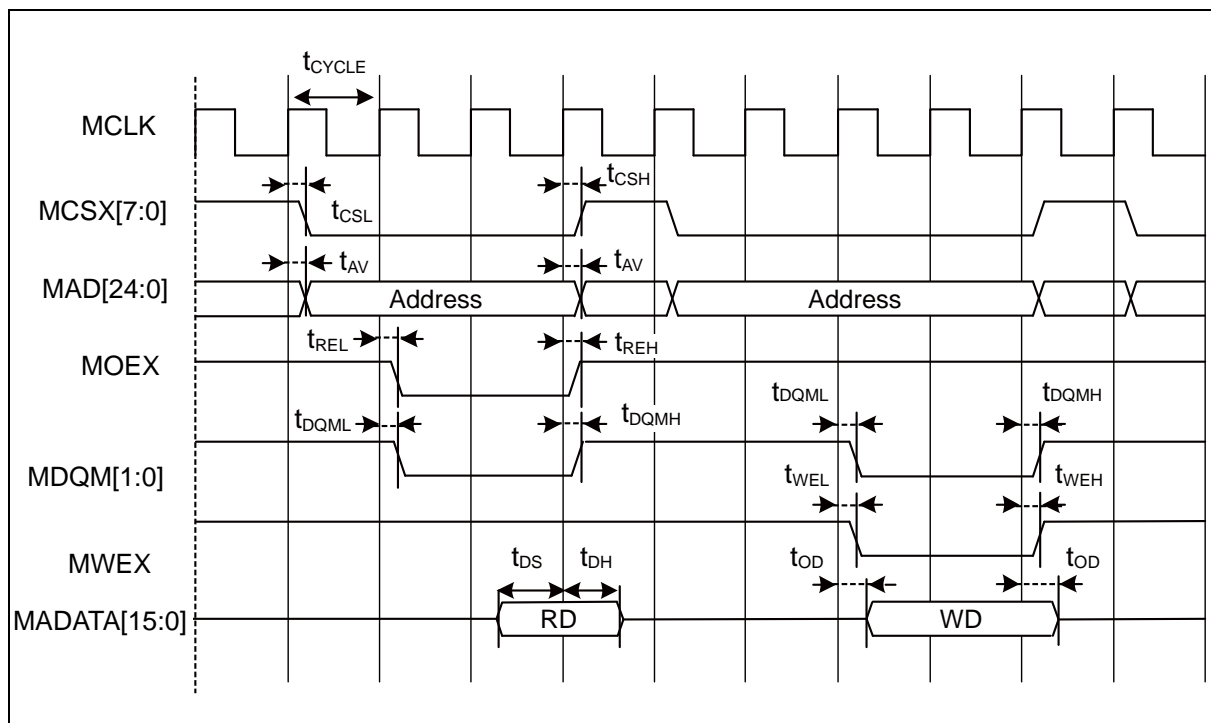 tCYCLE
MCLK
tCSH
MCSX[7:0]
tCSL
tAV
tAV
MAD[24:0]
Address
Address
tREL
tREH
MOEX
tDQML
tDQMH
tDQML
tDQMH
MDQM[1:0]
tWEL
tWEH
MWEX
tDS
tDH
tOD
tOD
MADATA[15:0]
RD
WD